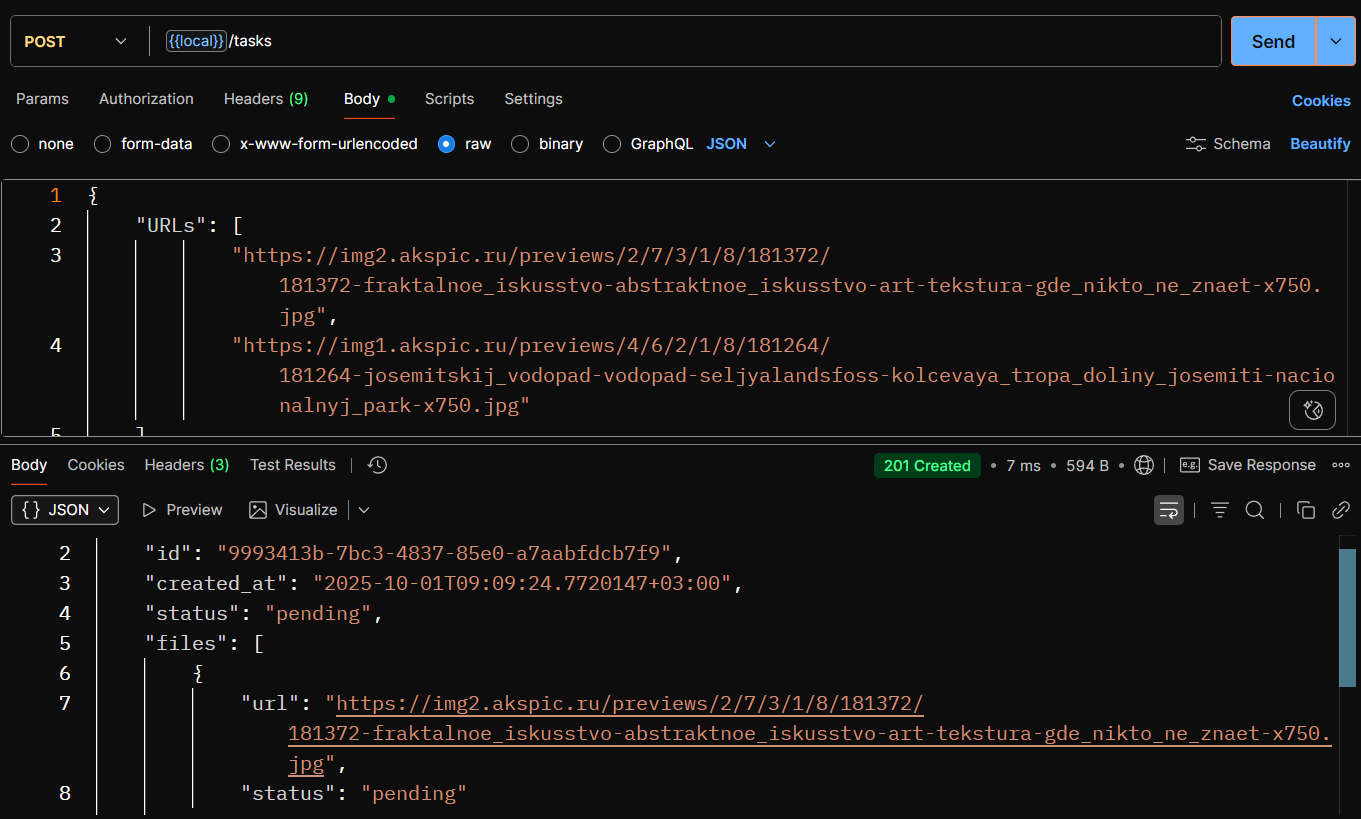 POST {{local}}/tasks Send
Params Authorization Headers (9) Body Scripts Settings Cookies
none form-data x-www-form-urlencoded raw binary GraphQL JSON Schema Beautify
1 {
2 "URLs": [
3 "https://img2.akspic.ru/previews/2/7/3/1/8/181372/
181372-fraktalnoe_iskusstvo-abstraktnoe_iskusstvo-art-tekstura-gde_nikto_ne_znaet-x750.
jpg",
4 "https://img1.akspic.ru/previews/4/6/2/1/8/181264/
181264-josemitskij_vodopad-vodopad-seljyalandsfoss-kolcevaya_tropa_doliny_josemiti-nacio
nalnyj_park-x750.jpg"
5 ]
Body Cookies Headers (3) Test Results 201 Created • 7 ms • 594 B • e.g. Save Response
{} JSON Preview Visualize
2 "id": "9993413b-7bc3-4837-85e0-a7aabfdcb7f9",
3 "created_at": "2025-10-01T09:09:24.7720147+03:00",
4 "status": "pending",
5 "files": [
6 {
7 "url": "https://img2.akspic.ru/previews/2/7/3/1/8/181372/
181372-fraktalnoe_iskusstvo-abstraktnoe_iskusstvo-art-tekstura-gde_nikto_ne_znaet-x750.
jpg",
8 "status": "pending"